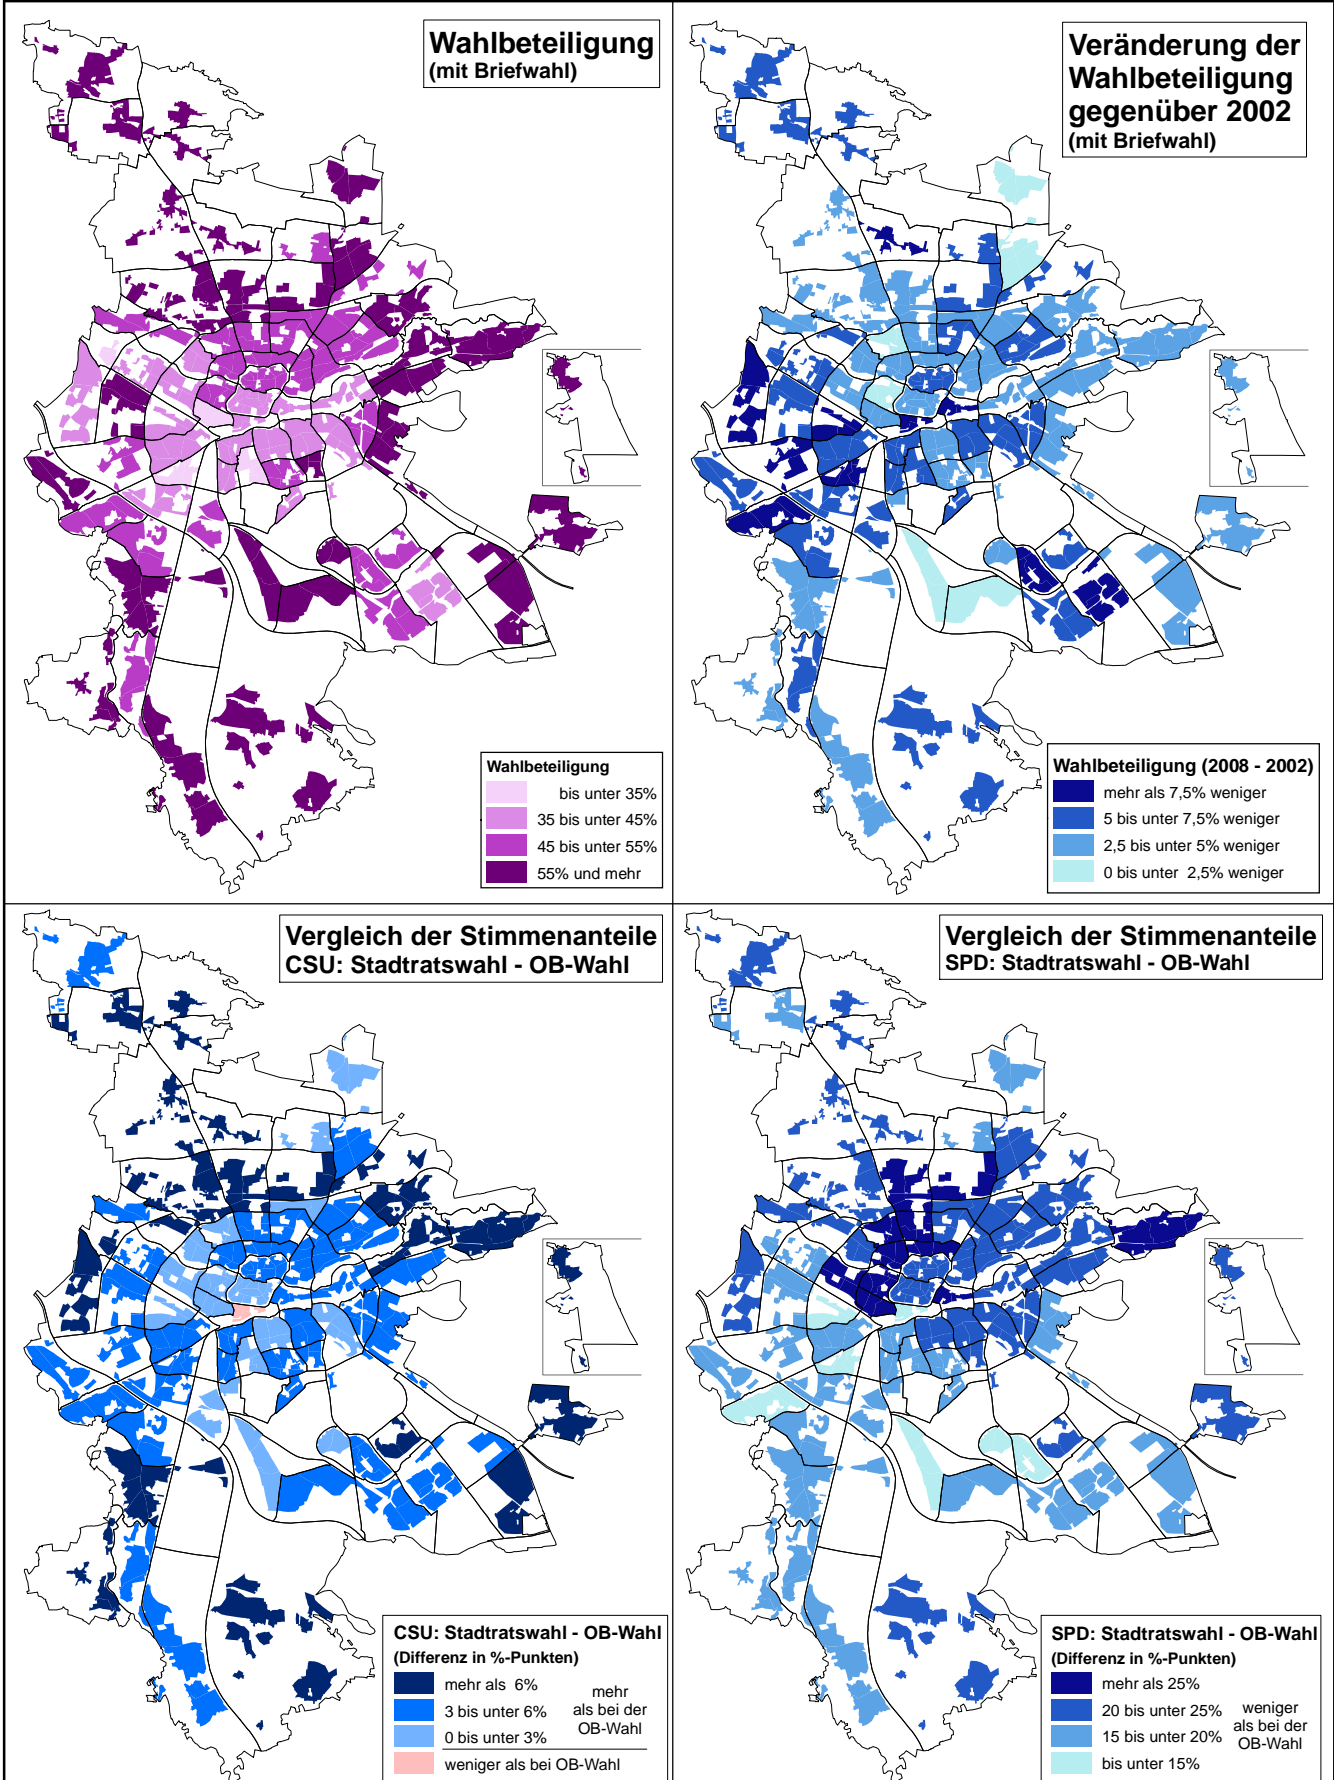 Wahlbeteiligung
(mit Briefwahl)
Wahlbeteiligung
bis unter 35%
35 bis unter 45%
45 bis unter 55%
55% und mehr
Veränderung der
Wahlbeteiligung
gegenüber 2002
(mit Briefwahl)
Wahlbeteiligung (2008 - 2002)
mehr als 7,5% weniger
5 bis unter 7,5% weniger
2,5 bis unter 5% weniger
0 bis unter 2,5% weniger
Vergleich der Stimmenanteile
CSU: Stadtratswahl - OB-Wahl
CSU: Stadtratswahl - OB-Wahl
(Differenz in %-Punkten)
mehr als 6%
3 bis unter 6%
0 bis unter 3%
mehr
als bei der
OB-Wahl
weniger als bei OB-Wahl
Vergleich der Stimmenanteile
SPD: Stadtratswahl - OB-Wahl
SPD: Stadtratswahl - OB-Wahl
(Differenz in %-Punkten)
mehr als 25%
20 bis unter 25%
15 bis unter 20%
bis unter 15%
weniger
als bei der
OB-Wahl